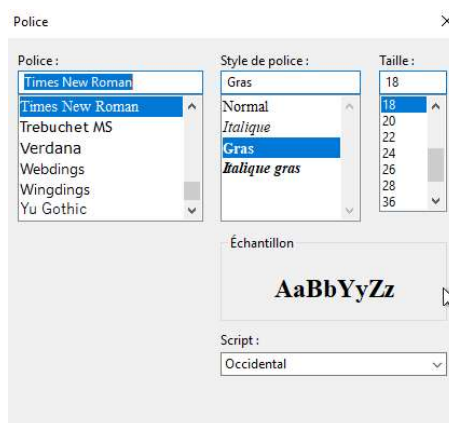 Police
Police :
Times New Roman
Times New Roman
Trebuchet MS
Verdana
Webdings
Wingdings
Yu Gothic
Style de police :
Gras
Normal
Italique
Gras
Italique gras
Taille :
18
18
20
22
24
26
28
36
Échantillon
AaBbYyZz
Script :
Occidental